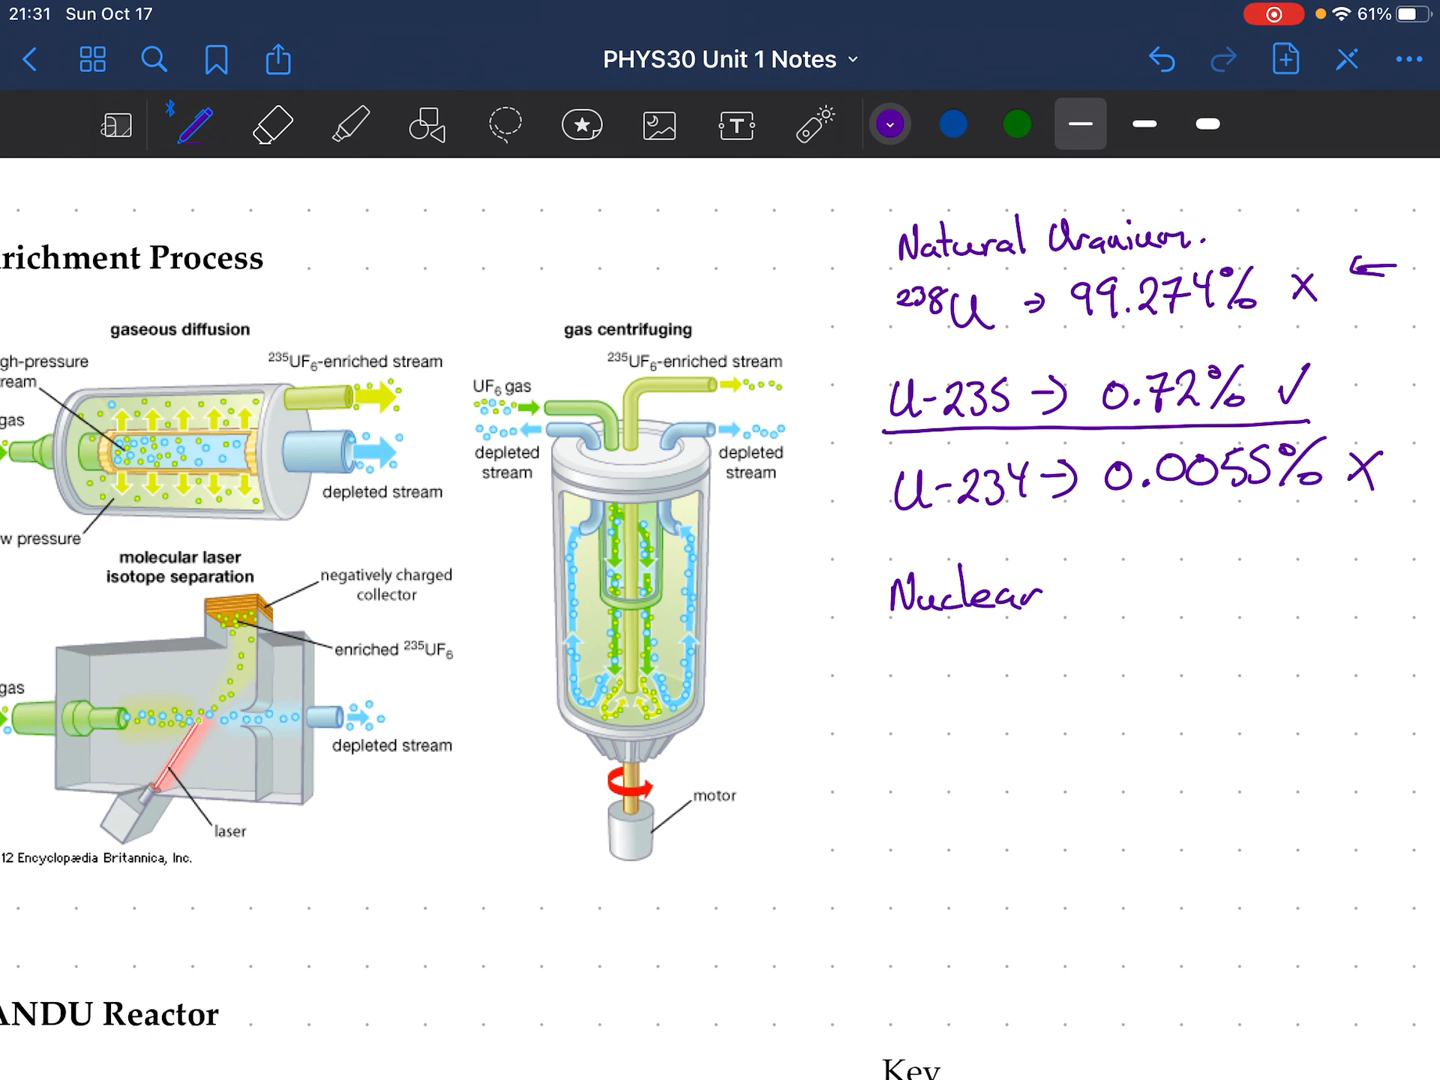 21:31 Sun Oct 17
61%
PHYS30 Unit 1 Notes
T
richment Process
gaseous diffusion
gh-pressure
ream
235UF6-enriched stream
gas
depleted stream
w pressure
molecular laser
isotope separation
negatively charged
collector
enriched 235UF6
gas
depleted stream
laser
12 Encyclopædia Britannica, Inc.
gas centrifuging
235UF6-enriched stream
UF6 gas
depleted
stream
depleted
stream
motor
Natural Uranium.
238U → 99.274% x ←
U-235 → 0.72% ✓
U-234 → 0.0055% X
Nuclear
ANDU Reactor
Key